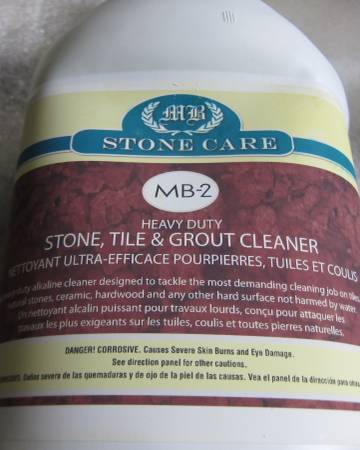 MB
STONE CARE
MB-2
HEAVY DUTY
STONE, TILE & GROUT CLEANER
NETTOYANT ULTRA-EFFICACE POURPIERRES, TUILES ET COULIS
duty alkaline cleaner designed to tackle the most demanding cleaning job on tile,
natural stones, ceramic, hardwood and any other hard surface not harmed by water.
Un nettoyant alcalin puissant pour travaux lourds, conçu pour attaquer les
travaux les plus exigeants sur les tuiles, coulis et toutes pierres naturelles.
DANGER! CORROSIVE. Causes Severe Skin Burns and Eye Damage.
See direction panel for other cautions.
severa de las quemaduras y de ojo de la piel de las causas. Vea el panel de la dirección para